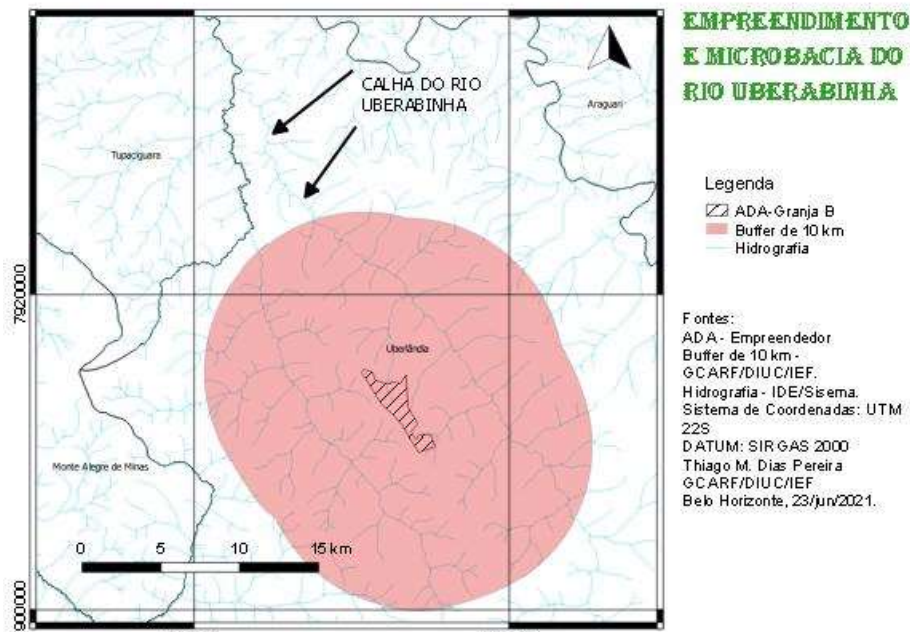 EMPREENDIMENTO
E MICROBACIA DO
RIO UBERABINHA
CALHA DO RIO
UBERABINHA
Araguari
Tupaciguara
Uberlândia
Monte Alegre de Minas
7920000
0 5 10 15 km
Legenda
ADA-Granja B
Buffer de 10 km
Hidrografia
Fontes:
ADA - Empreendedor
Buffer de 10 km -
GCARF/DIUC/IEF.
Hidrografia - IDE/Sisema.
Sistema de Coordenadas: UTM
22S
DATUM: SIRGAS 2000
Thiago M. Dias Pereira
GCARF/DIUC/IEF
Belo Horizonte, 23/jun/2021.